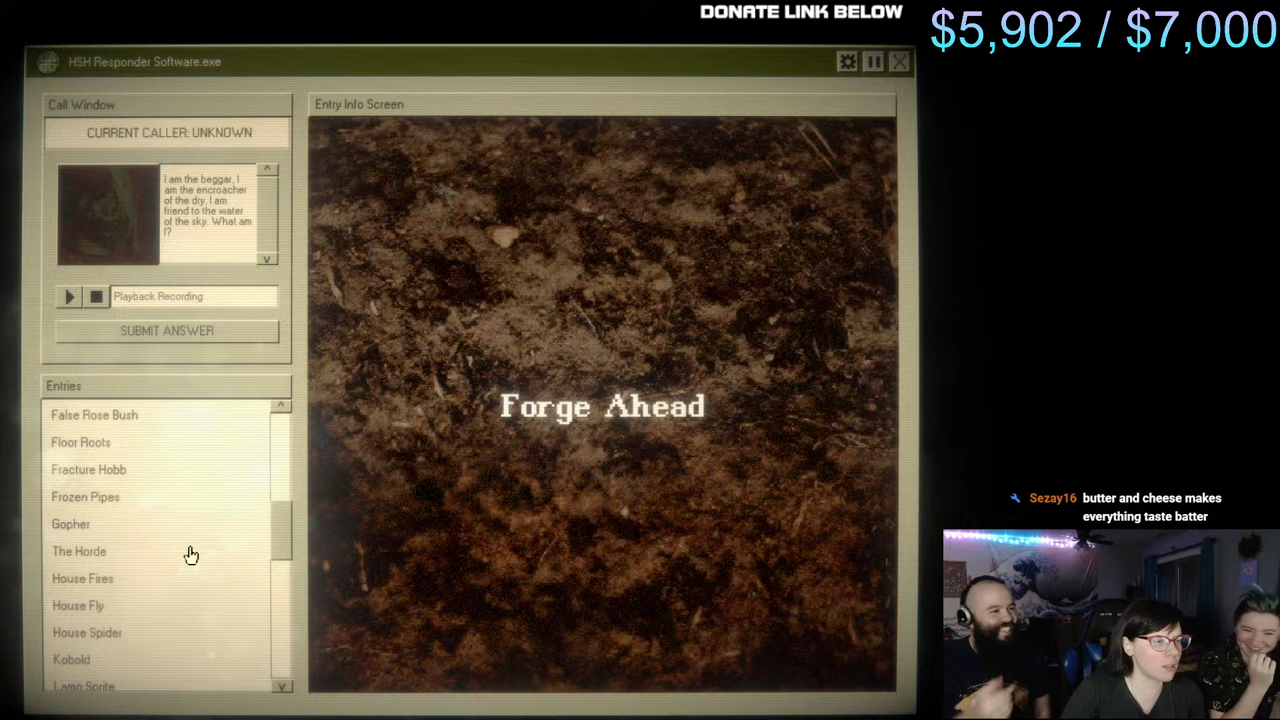 DONATE LINK BELOW
$5,902 / $7,000
HSH Responder Software.exe
Call Window
CURRENT CALLER: UNKNOWN
I am the beggar, I
am the encroacher
of the dry. I am
friend to the water
of the sky. What am
I?
Playback Recording
SUBMIT ANSWER
Entries
False Rose Bush
Floor Roots
Fracture Hobb
Frozen Pipes
Gopher
The Horde
House Fires
House Fly
House Spider
Kobold
Lamp Sprite
Entry Info Screen
Forge Ahead
Sezay16 butter and cheese makes
everything taste batter